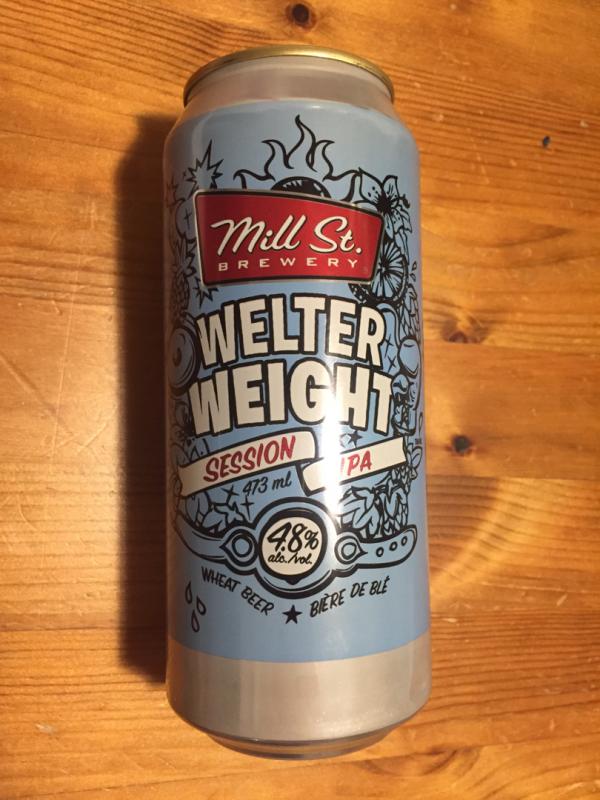 Mill St.
BREWERY
WELTER
WEIGHT
SESSION IPA
473 ml
4.8%
alc./vol.
WHEAT BEER ★ BIÈRE DE BLÉ